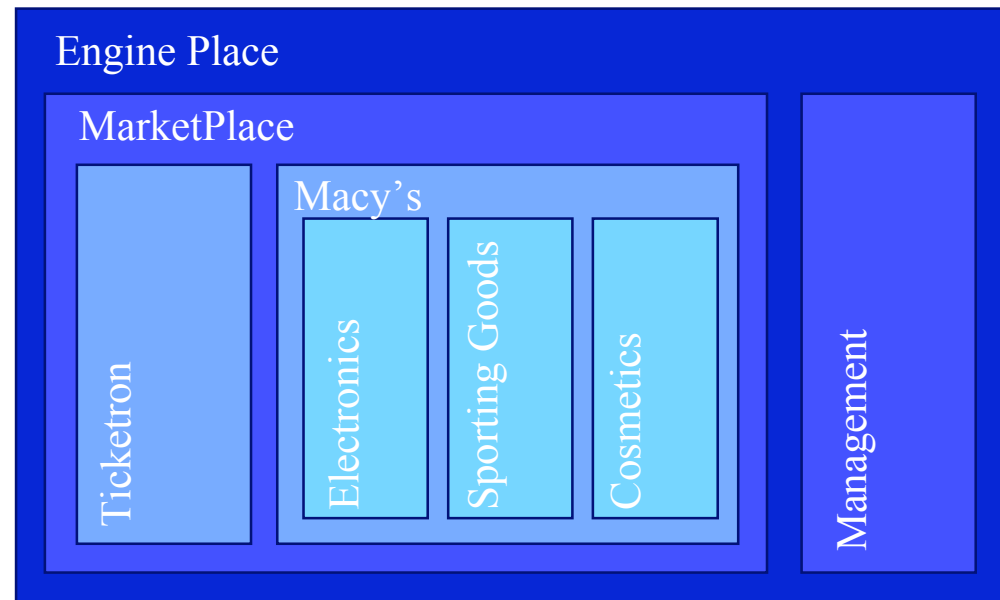 Engine Place
MarketPlace
Ticketron
Macy’s
Electronics
Sporting Goods
Cosmetics
Management